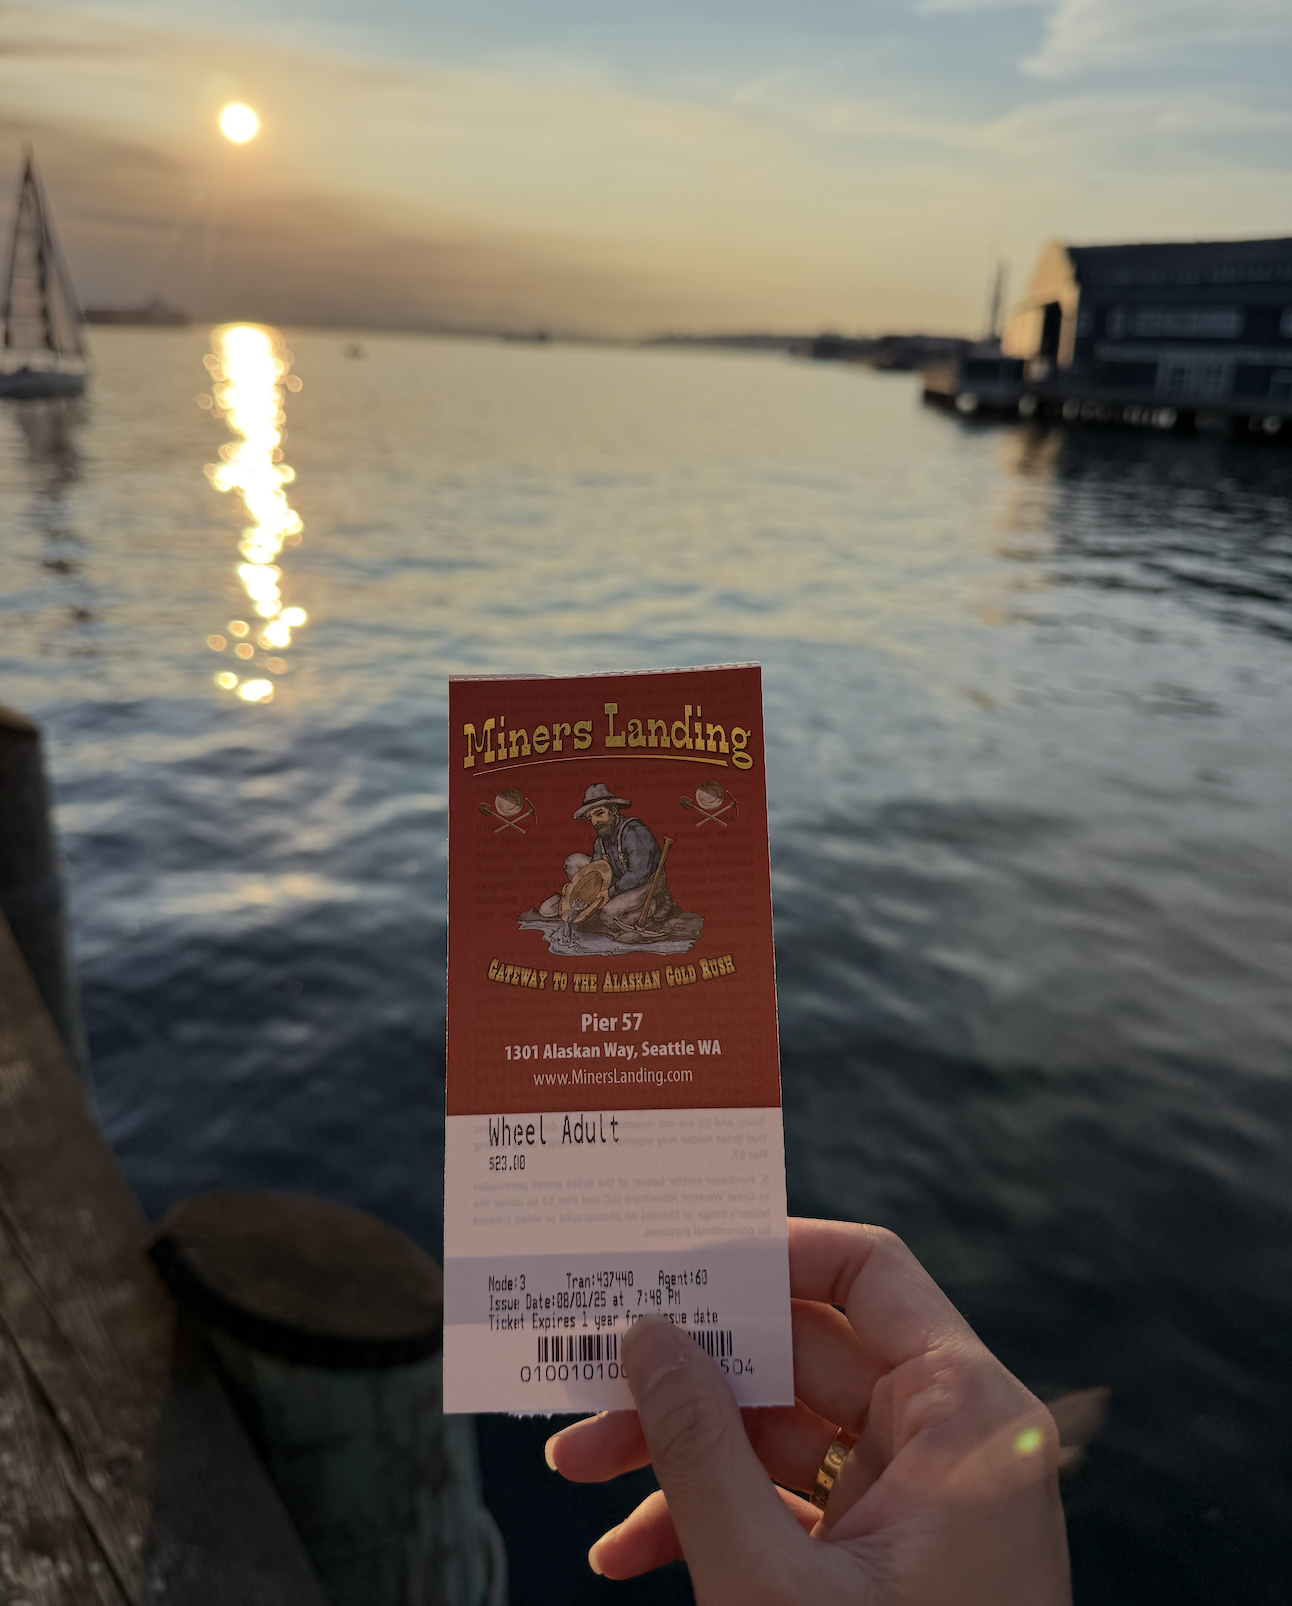 Miners Landing
GATEWAY TO THE ALASKAN GOLD RUSH
Pier 57
1301 Alaskan Way, Seattle WA
www.MinersLanding.com
Wheel Adult
$23.00
Node:3 Tran:437440 Agent:60
Issue Date:08/01/25 at 7:48 PM
Ticket Expires 1 year from issue date